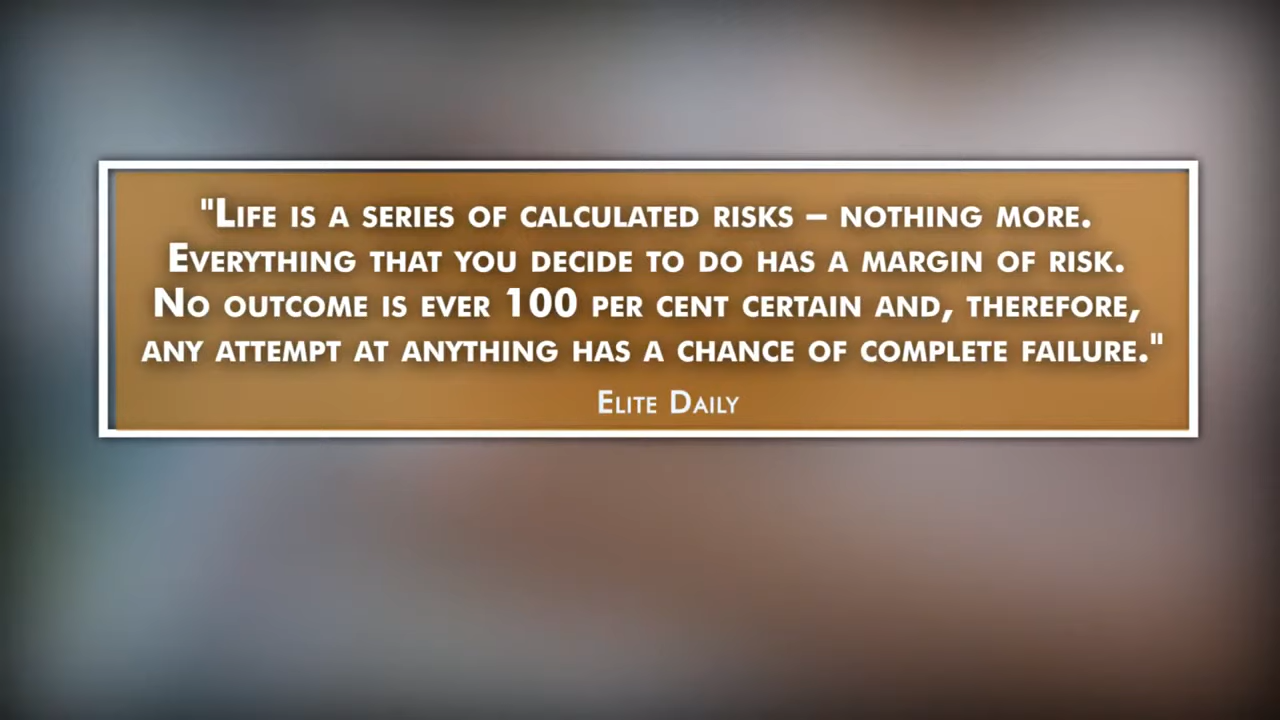 "Life is a series of calculated risks – nothing more.
Everything that you decide to do has a margin of risk.
No outcome is ever 100 per cent certain and, therefore,
any attempt at anything has a chance of complete failure."
Elite Daily